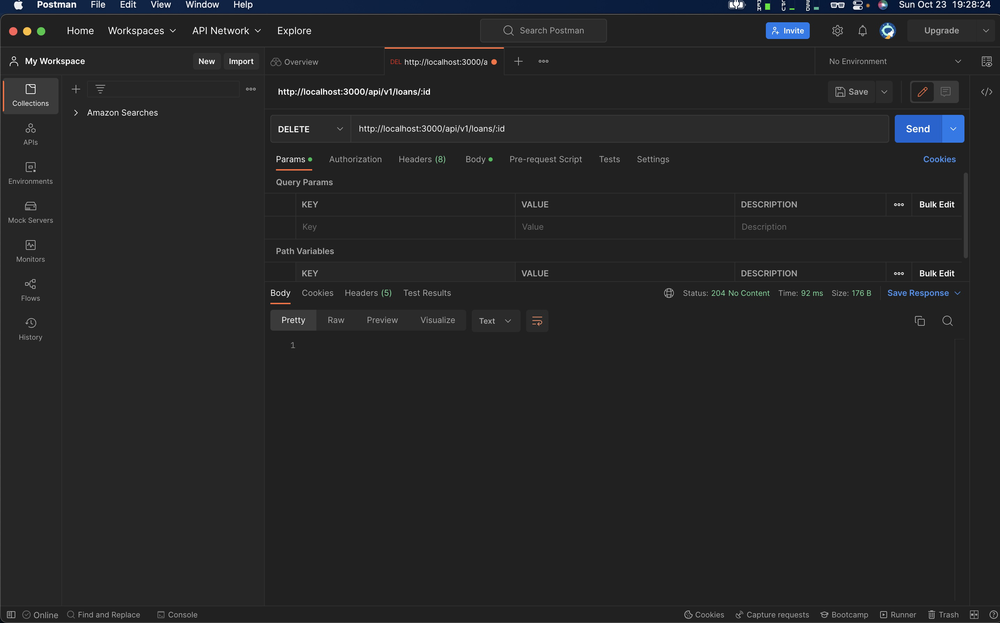 Postman File Edit View Window Help
MEM CPU SSD Sun Oct 23 19:28:24
Home Workspaces API Network Explore
Search Postman
Invite Upgrade
My Workspace New Import
Overview
DEL http://localhost:3000/a
No Environment
Collections
APIs
Environments
Mock Servers
Monitors
Flows
History
Amazon Searches
http://localhost:3000/api/v1/loans/:id
Save
DELETE http://localhost:3000/api/v1/loans/:id Send
Params Authorization Headers (8) Body Pre-request Script Tests Settings Cookies
Query Params
KEY VALUE DESCRIPTION Bulk Edit
Key Value Description
Path Variables
KEY VALUE DESCRIPTION Bulk Edit
Body Cookies Headers (5) Test Results
Status: 204 No Content Time: 92 ms Size: 176 B Save Response
Pretty Raw Preview Visualize Text
1
Online Find and Replace Console
Cookies Capture requests Bootcamp Runner Trash